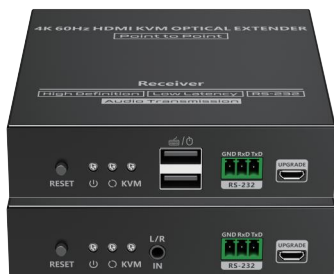 4K 60Hz HDMI KVM OPTICAL EXTENDER
Point to Point
Receiver
High Definition Low Latency RS-232
Audio Transmission
GND RxD TxD
UPGRADE
RESET KVM RS-232
L/R
GND RxD TxD
UPGRADE
RESET KVM IN RS-232